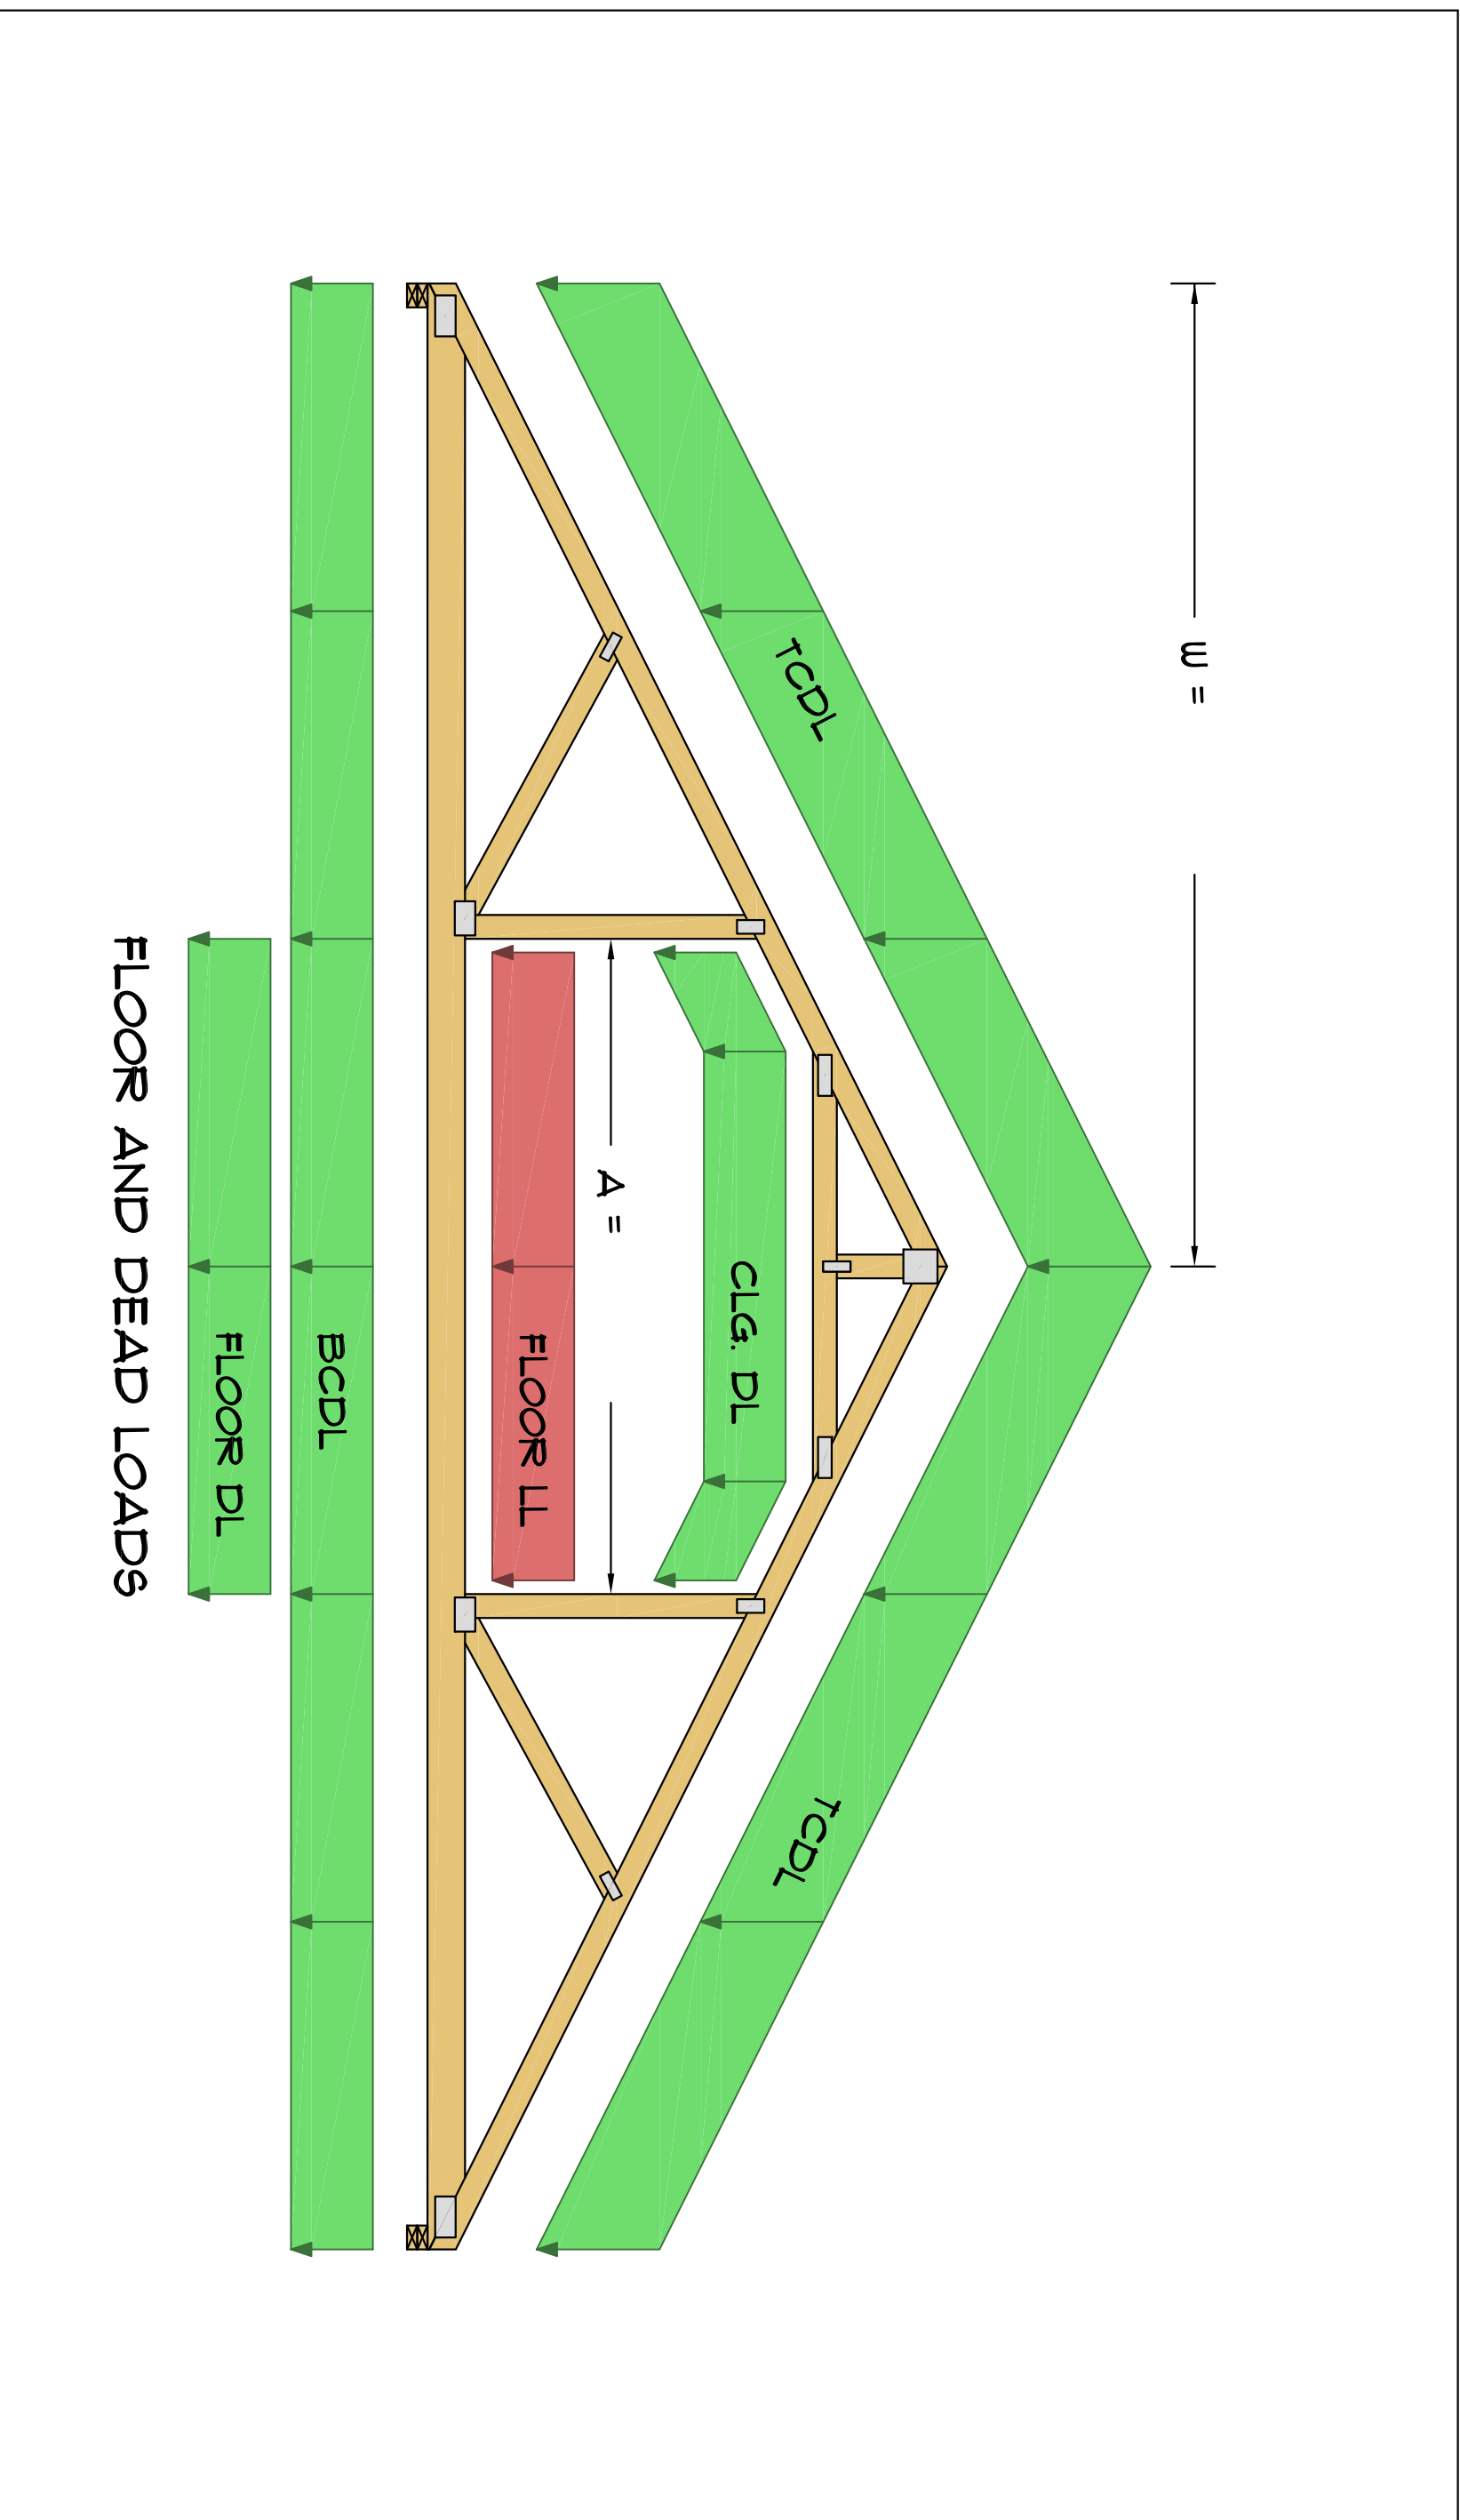 W =
TCDL
TCDL
CLG. DL
A =
FLOOR LL
BCDL
FLOOR DL
FLOOR AND DEAD LOADS